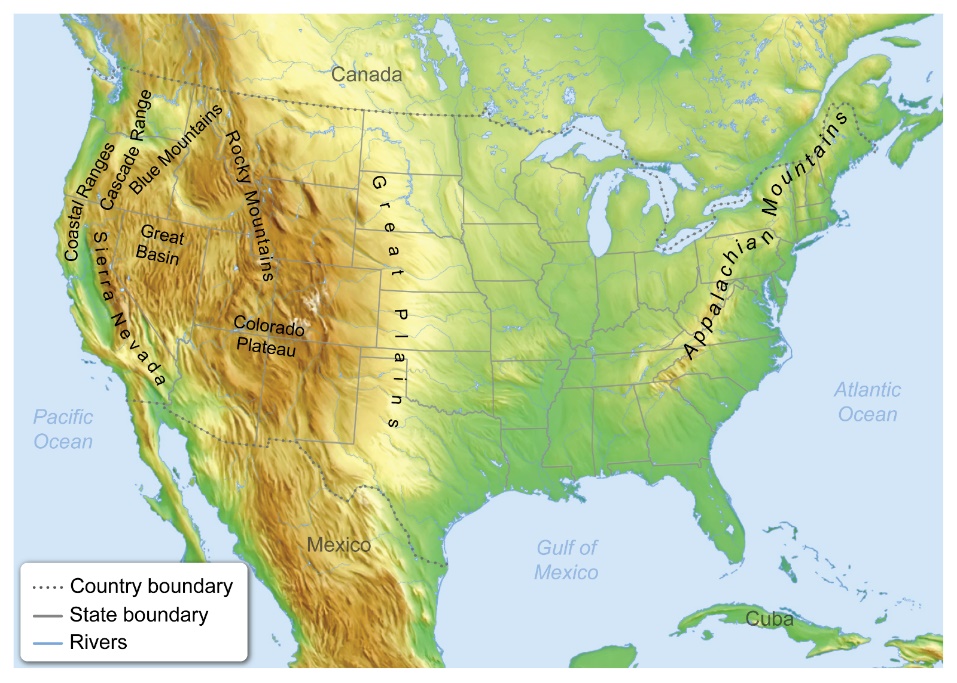 Canada
Coastal Ranges
Cascade Range
Blue Mountains
Rocky Mountains
Great Plains
Appalachian Mountains
Great
Basin
Sierra Nevada
Colorado
Plateau
Pacific
Ocean
Atlantic
Ocean
Mexico
Gulf of
Mexico
Cuba
Country boundary
State boundary
Rivers